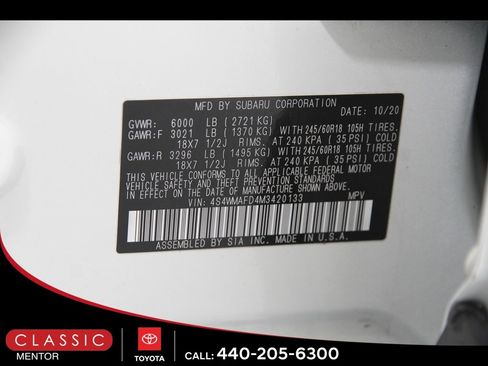 MFD BY SUBARU CORPORATION
DATE: 10/20
GVWR: 6000 LB ( 2721 KG)
GAWR:F 3021 LB ( 1370 KG) WITH 245/60R18 105H TIRES.
18X7 1/2J RIMS. AT 240 KPA ( 35 PSI) COLD
GAWR:R 3296 LB ( 1495 KG) WITH 245/60R18 105H TIRES.
18X7 1/2J RIMS. AT 240 KPA ( 35 PSI) COLD
THIS VEHICLE CONFORMS TO ALL APPLICABLE FEDERAL MOTOR
VEHICLE SAFETY STANDARDS IN EFFECT ON THE
DATE OF MANUFACTURE SHOWN ABOVE.
VIN: 4S4WMAFD4M3420133 MPV
ASSEMBLED BY SIA INC. MADE IN U.S.A.
CLASSIC
MENTOR
TOYOTA
CALL: 440-205-6300